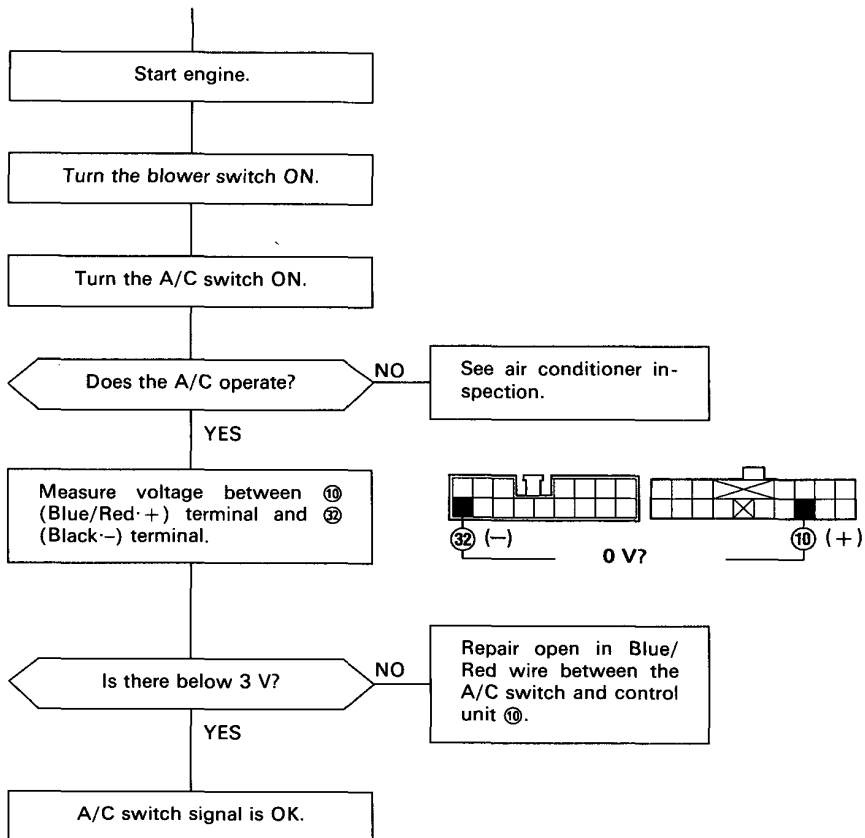 Start engine.
Turn the blower switch ON.
Turn the A/C switch ON.
Does the A/C operate?
NO
See air conditioner in-
spection.
YES
Measure voltage between ⑩
(Blue/Red·+) terminal and ㉜
(Black·–) terminal.
㉜ (–)
0 V?
⑩ (+)
Is there below 3 V?
NO
Repair open in Blue/
Red wire between the
A/C switch and control
unit ⑩.
YES
A/C switch signal is OK.